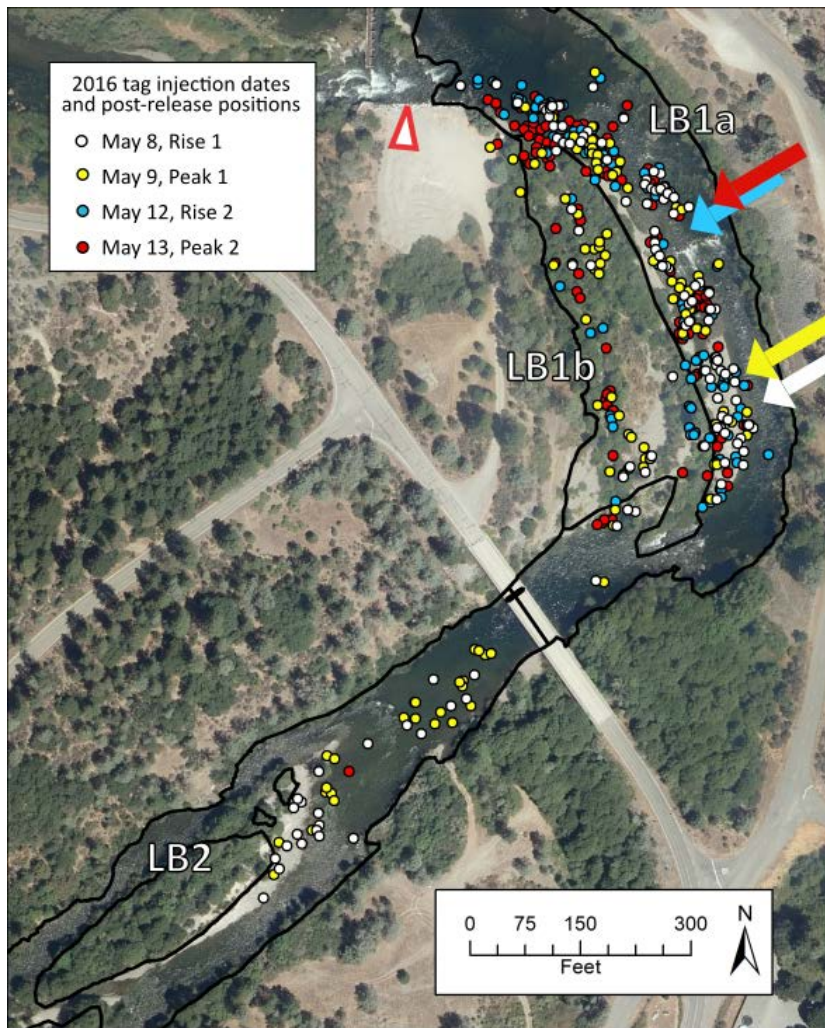 2016 tag injection dates
and post-release positions
May 8, Rise 1
May 9, Peak 1
May 12, Rise 2
May 13, Peak 2
LB1a
LB1b
LB2
0 75 150 300
Feet
N